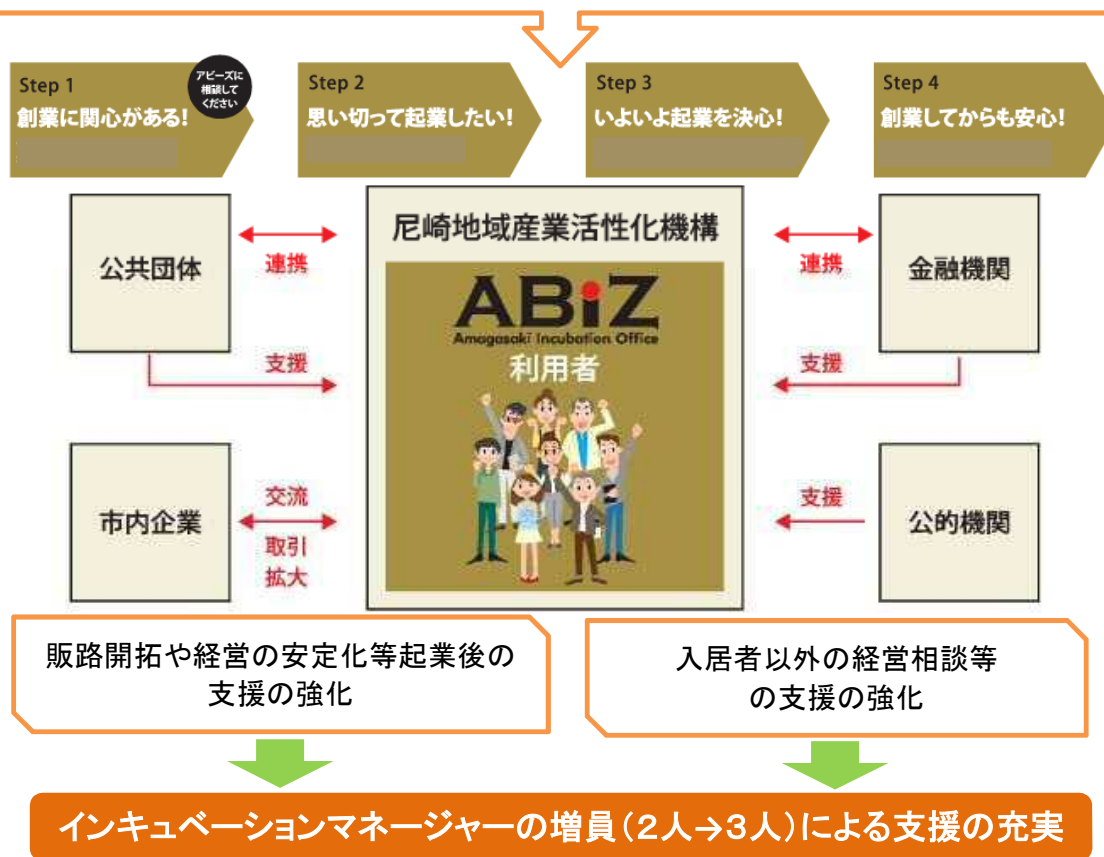 Step 1
創業に関心がある!
アビーズに
相談して
ください
Step 2
思い切って起業したい!
Step 3
いよいよ起業を決心!
Step 4
創業してからも安心!
公共団体
連携
支援
尼崎地域産業活性化機構
ABiZ
Amagasaki Incubation Office
利用者
連携
支援
金融機関
市内企業
交流
取引
拡大
支援
公的機関
販路開拓や経営の安定化等起業後の
支援の強化
入居者以外の経営相談等
の支援の強化
インキュベーションマネージャーの増員(2人→3人)による支援の充実